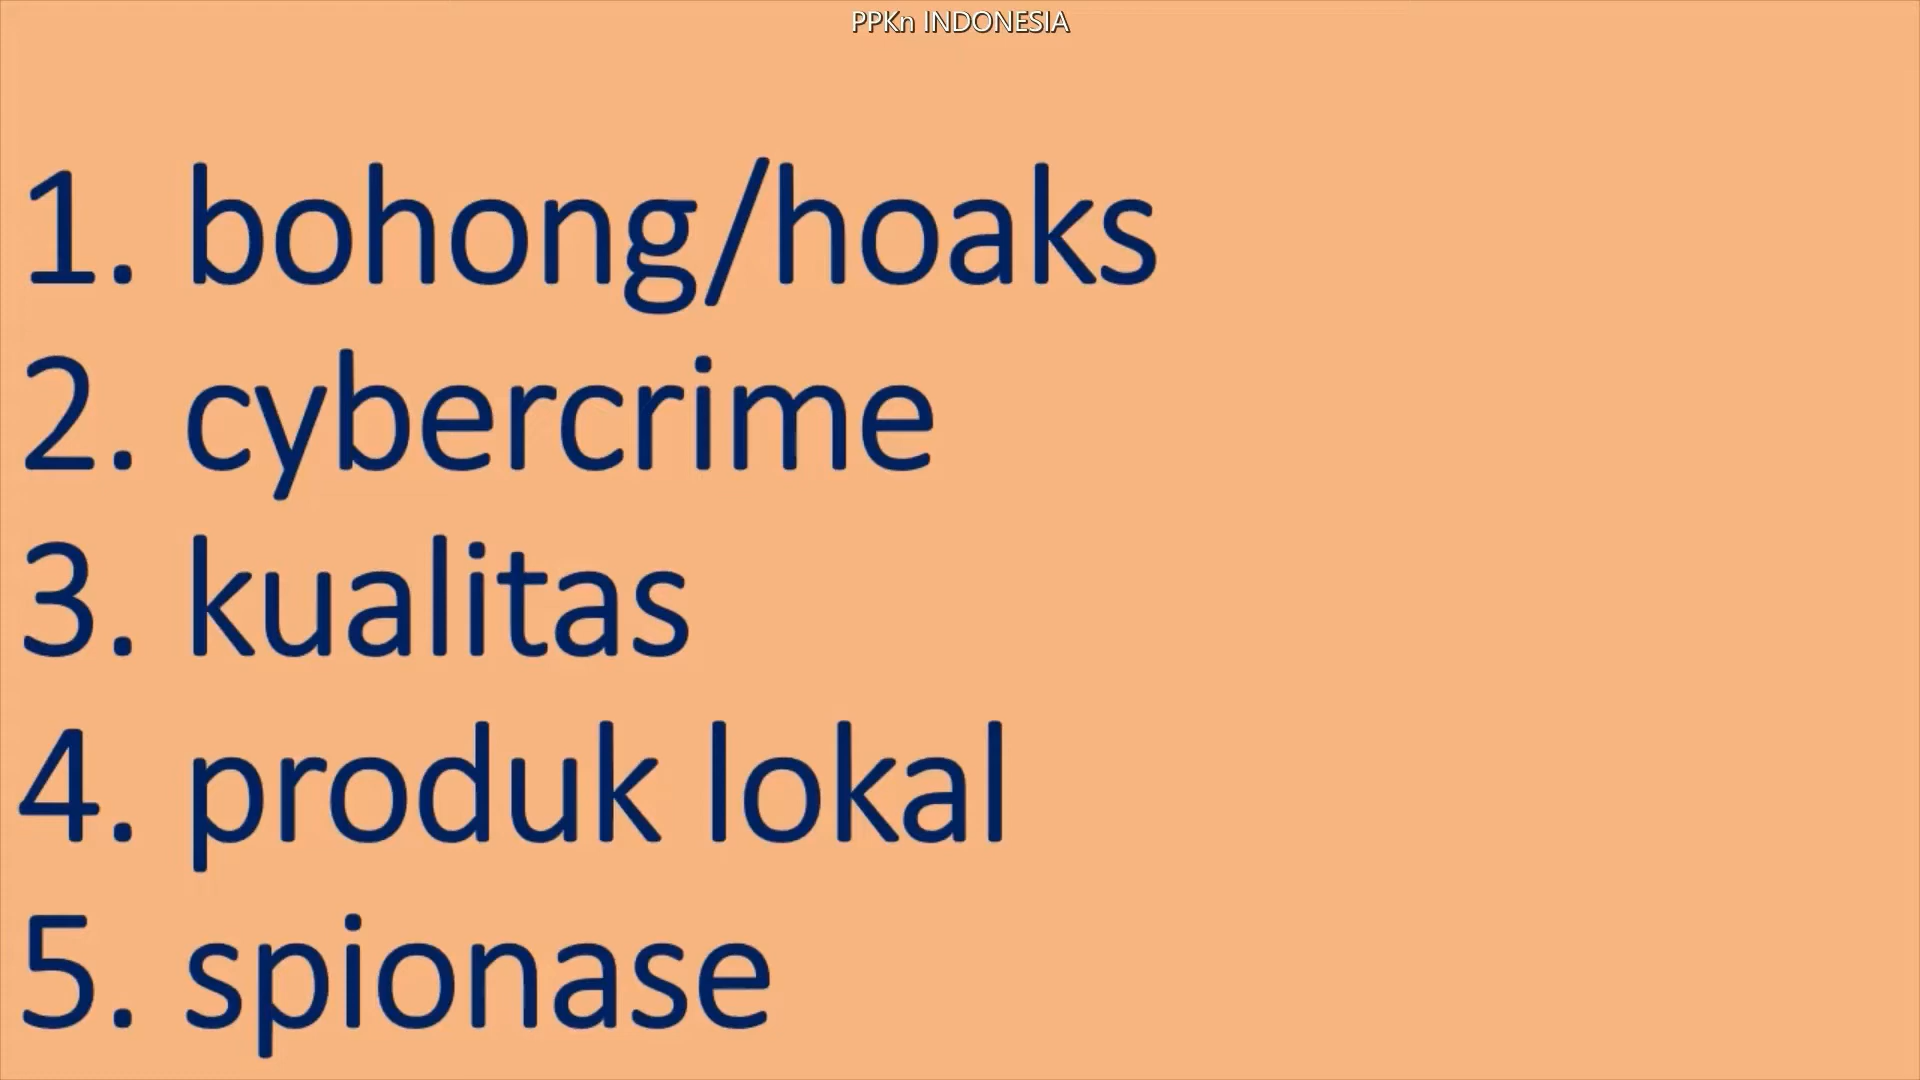 PPKn INDONESIA
1. bohong/hoaks
2. cybercrime
3. kualitas
4. produk lokal
5. spionase